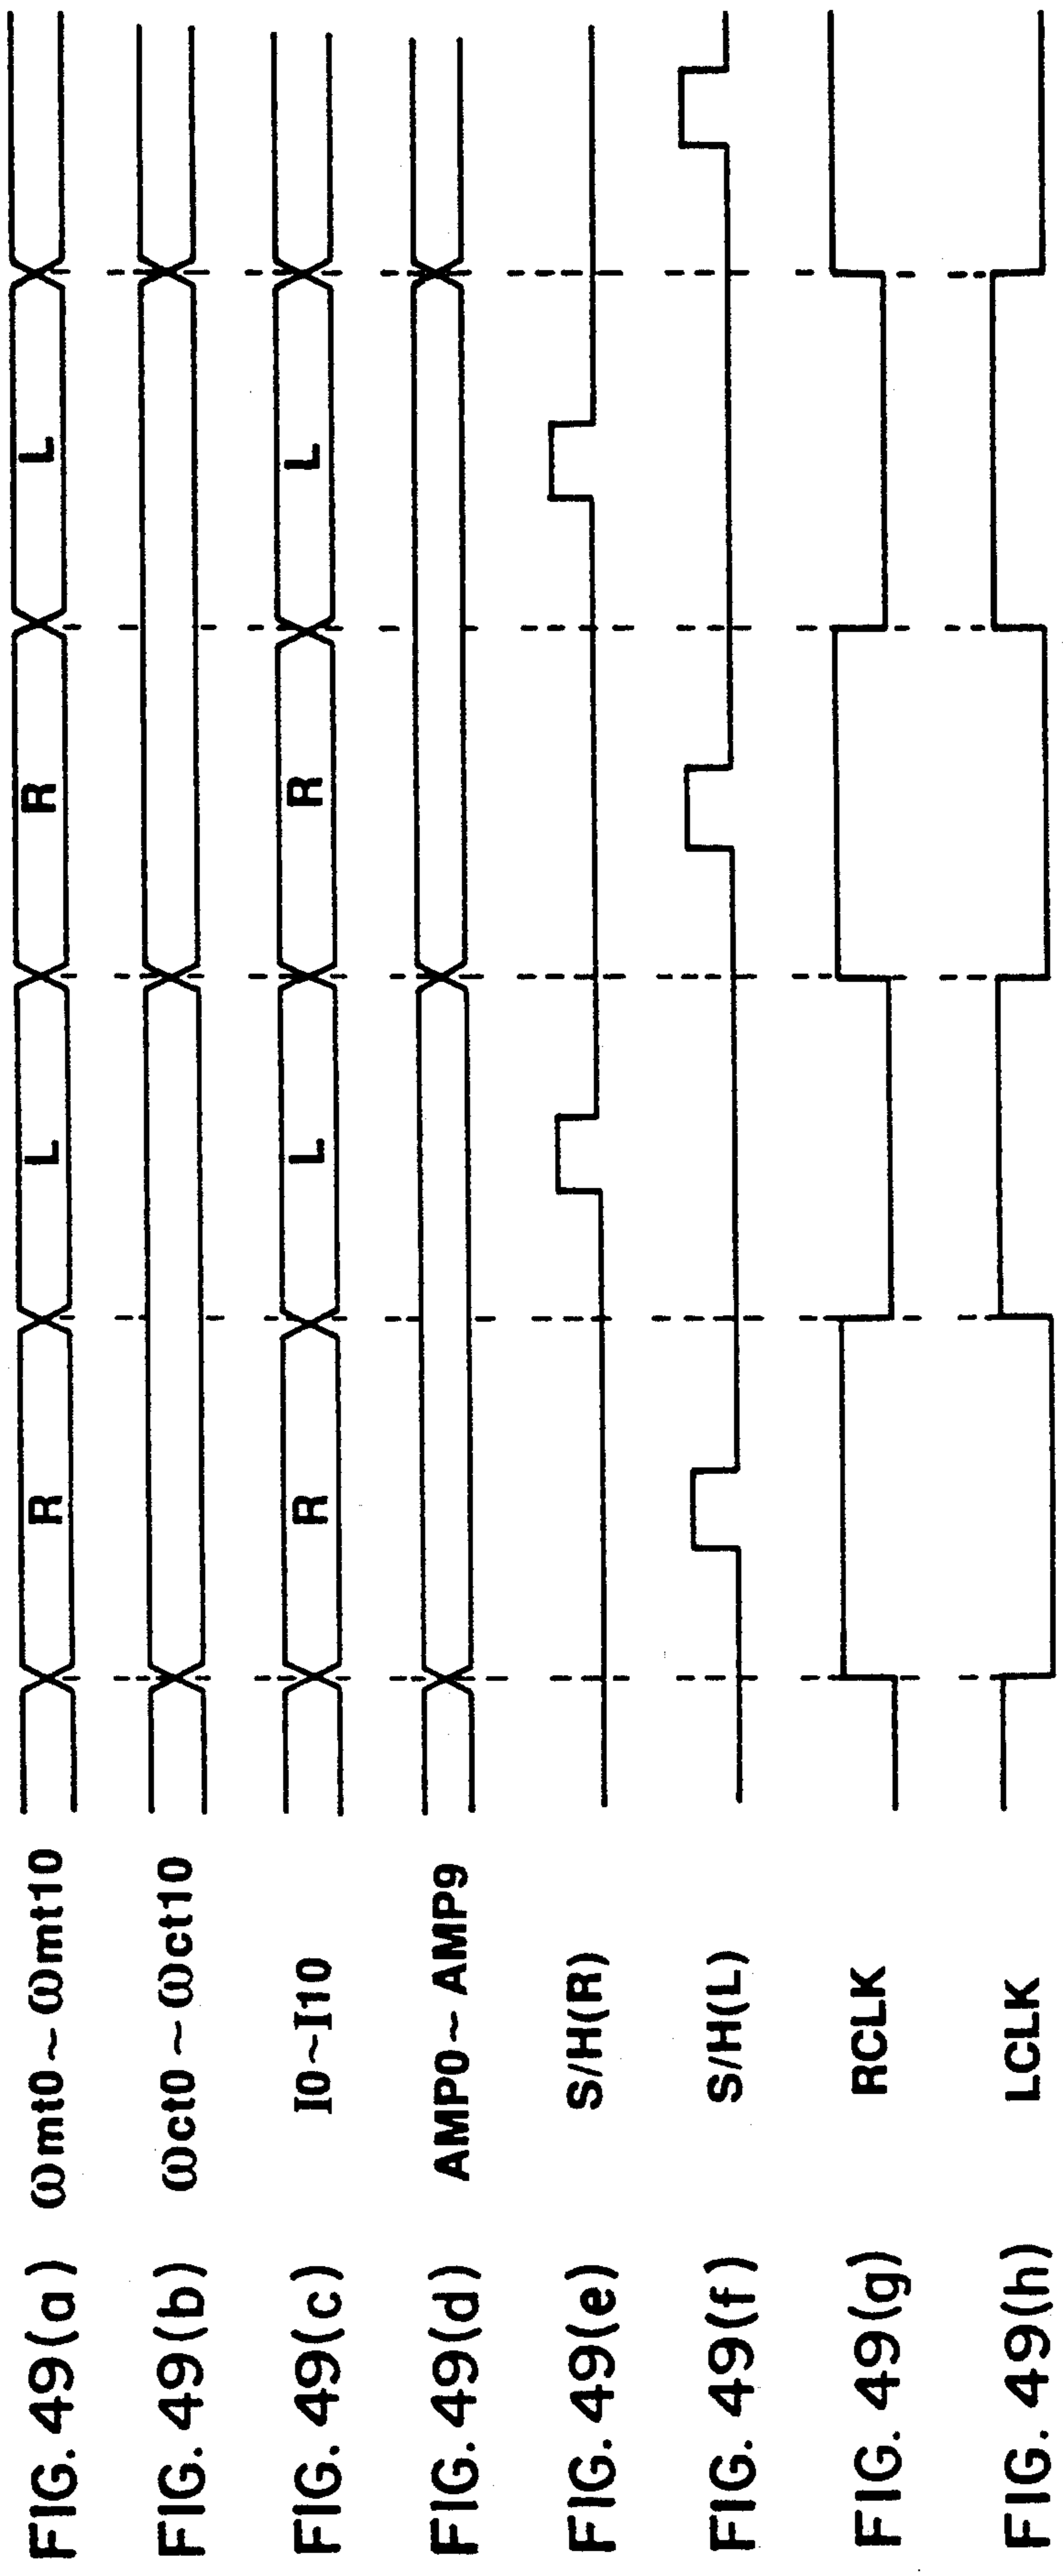 FIG. 49(a) ωmt0~ωmt10 R L R L
FIG. 49(b) ωct0~ωct10
FIG. 49(c) I0~I10 R L R L
FIG. 49(d) AMP0~AMP9
FIG. 49(e) S/H(R)
FIG. 49(f) S/H(L)
FIG. 49(g) RCLK
FIG. 49(h) LCLK